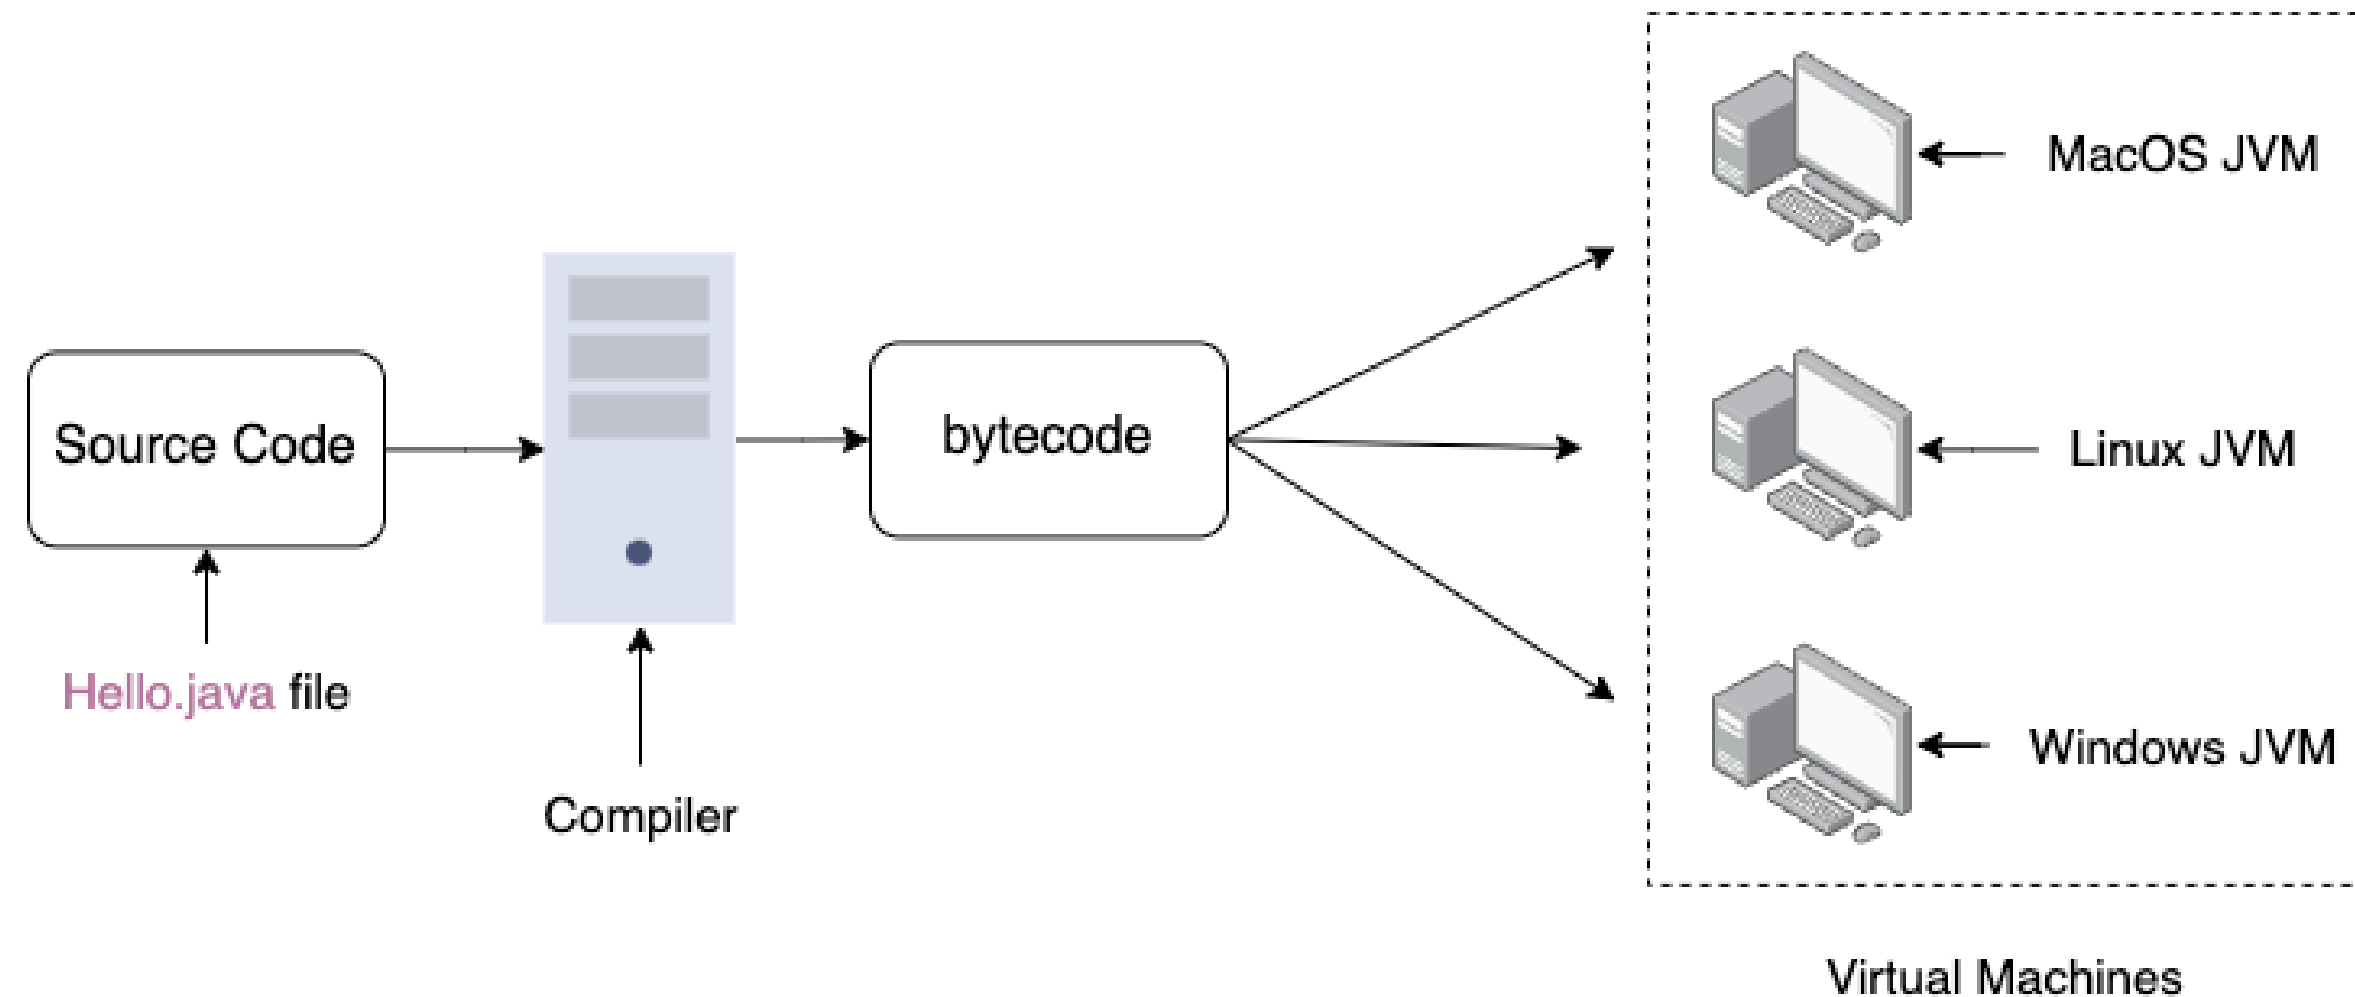 Source Code
Hello.java file
Compiler
bytecode
MacOS JVM
Linux JVM
Windows JVM
Virtual Machines